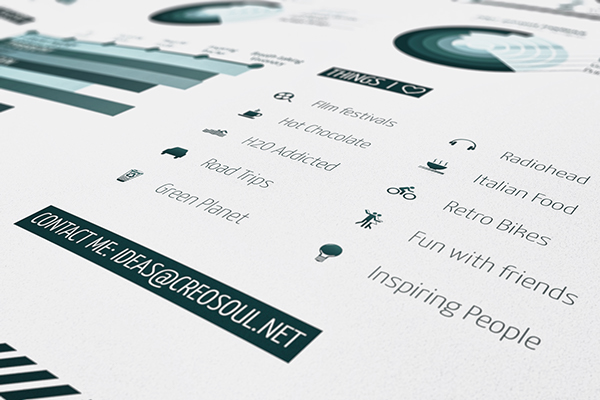 THINGS I
Film festivals
Hot Chocolate
H2O Addicted
Road Trips
Green Planet
Radiohead
Italian Food
Retro Bikes
Fun with friends
Inspiring People
CONTACT ME: IDEAS@CREOSOUL.NET